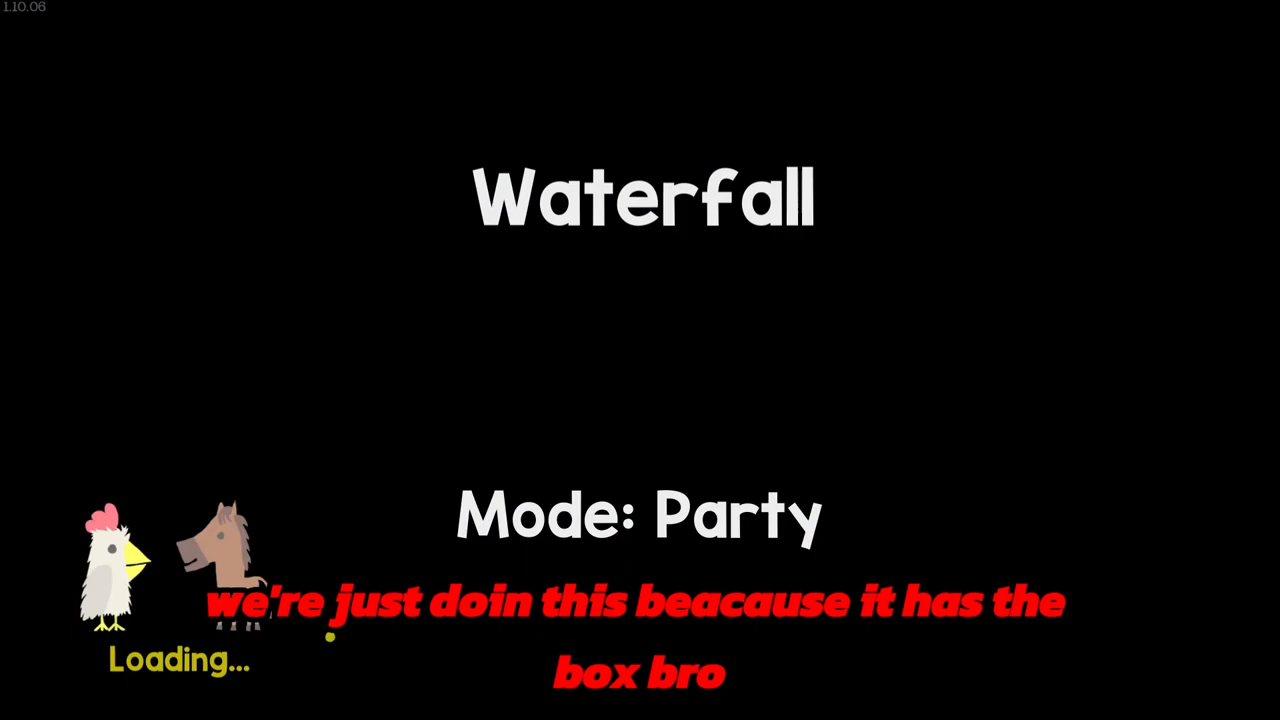 1.10.06
Waterfall
Mode: Party
we're just doin this beacause it has the
box bro
Loading...